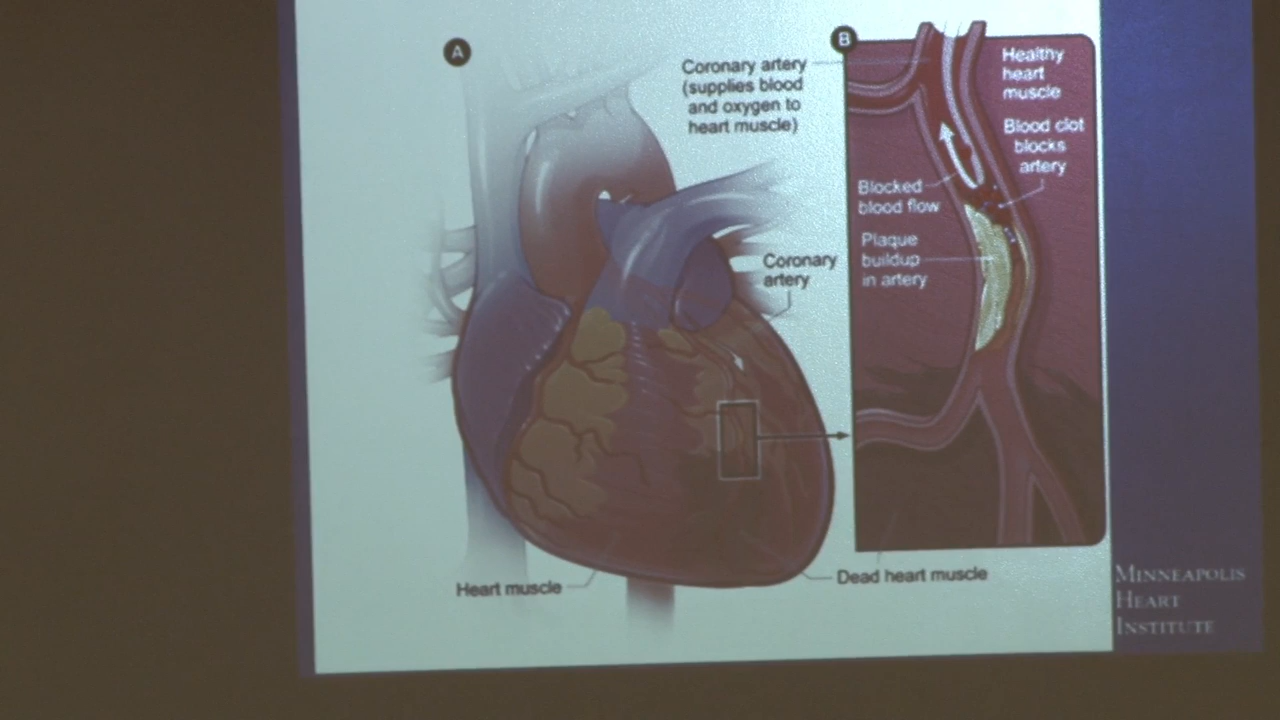 A
Coronary artery
(supplies blood
and oxygen to
heart muscle)
Coronary
artery
Heart muscle
Dead heart muscle
B
Healthy
heart
muscle
Blood clot
blocks
artery
Blocked
blood flow
Plaque
buildup
in artery
MINNEAPOLIS
HEART
INSTITUTE